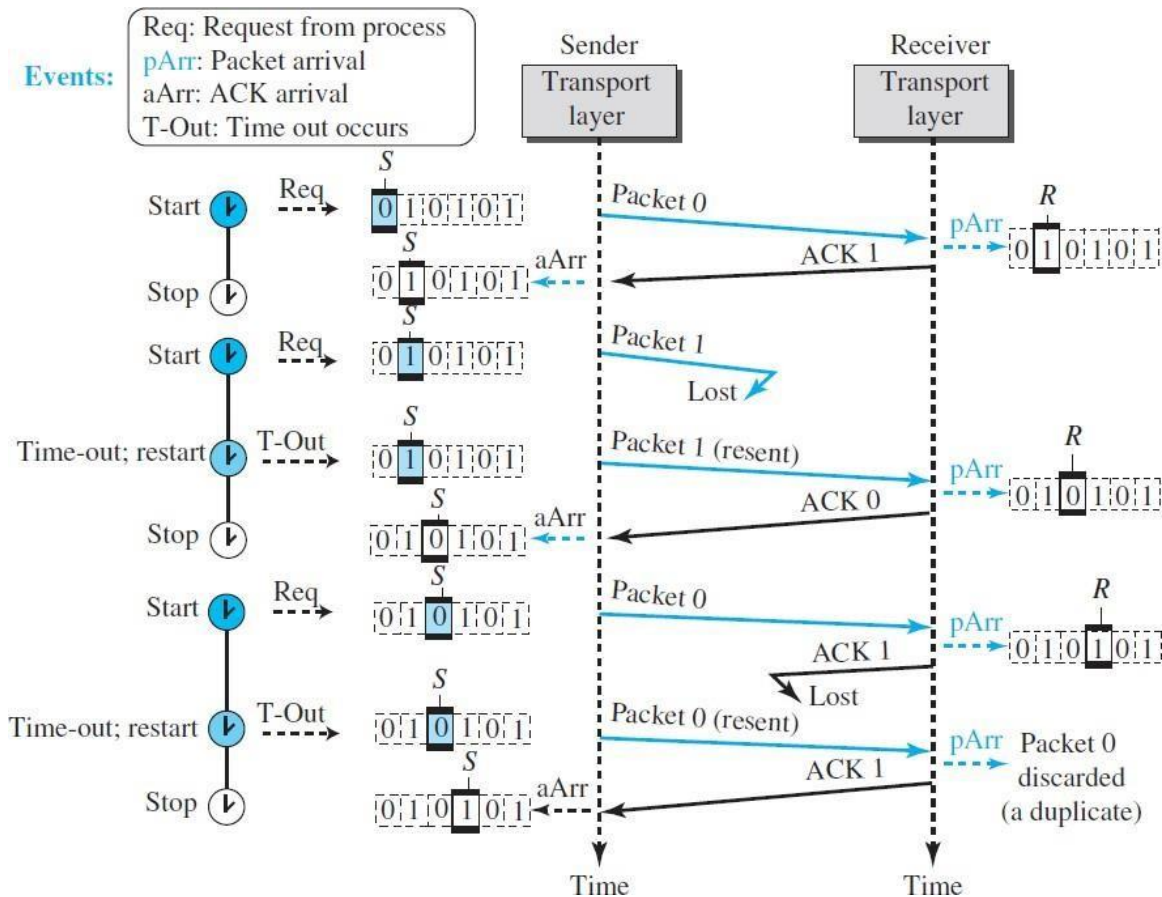 Events:
Req: Request from process
pArr: Packet arrival
aArr: ACK arrival
T-Out: Time out occurs
Sender
Transport
layer
Receiver
Transport
layer
Start
Req
S
0 1 0 1 0 1
Packet 0
pArr
R
0 1 0 1 0 1
Stop
S
0 1 0 1 0 1
aArr
ACK 1
Start
Req
S
0 1 0 1 0 1
Packet 1
Lost
Time-out; restart
T-Out
S
0 1 0 1 0 1
Packet 1 (resent)
pArr
R
0 1 0 1 0 1
Stop
S
0 1 0 1 0 1
aArr
ACK 0
Start
Req
S
0 1 0 1 0 1
Packet 0
pArr
R
0 1 0 1 0 1
ACK 1
Lost
Time-out; restart
T-Out
S
0 1 0 1 0 1
Packet 0 (resent)
pArr
Packet 0
discarded
(a duplicate)
Stop
S
0 1 0 1 0 1
aArr
ACK 1
Time
Time